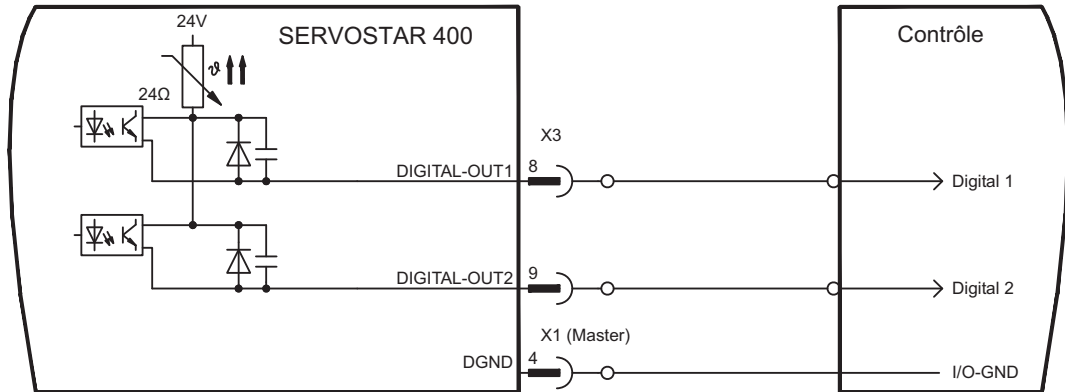 24V
SERVOSTAR 400
Contrôle
ϑ
24Ω
X3
DIGITAL-OUT1
8
Digital 1
DIGITAL-OUT2
9
Digital 2
X1 (Master)
DGND
4
I/O-GND